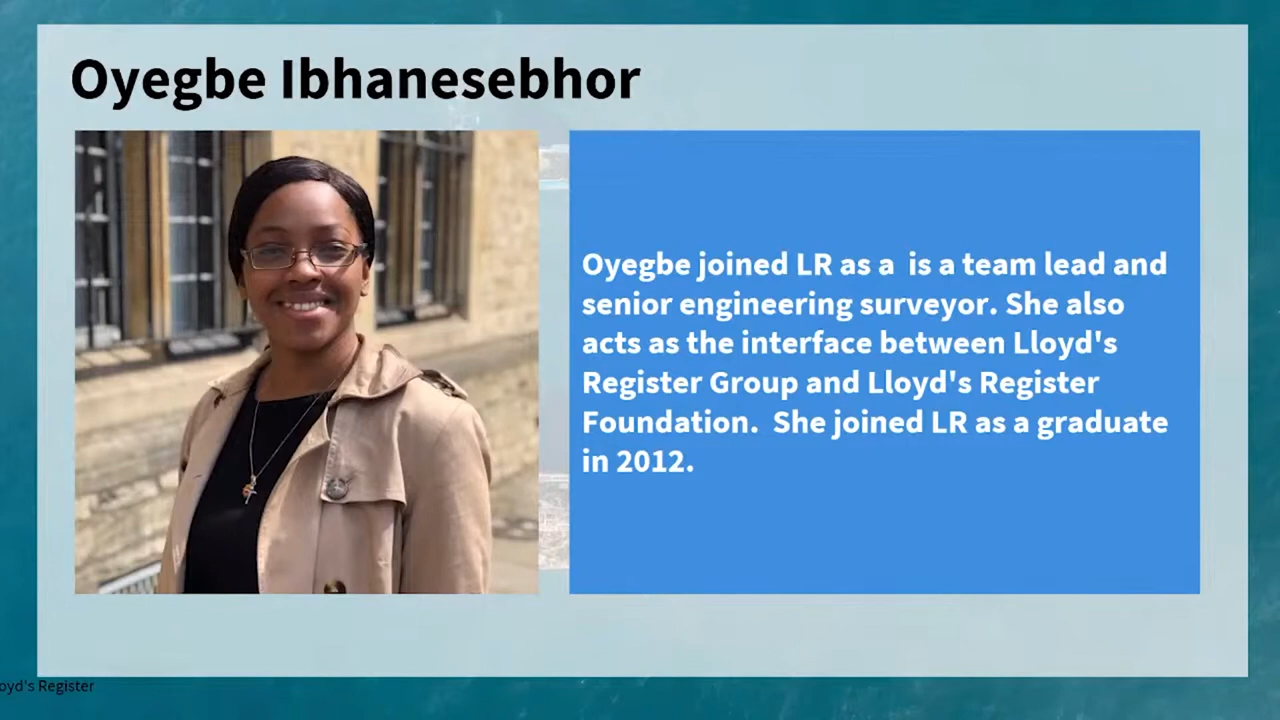 Oyegbe Ibhanesebhor
Oyegbe joined LR as a  is a team lead and
senior engineering surveyor. She also
acts as the interface between Lloyd's
Register Group and Lloyd's Register
Foundation.  She joined LR as a graduate
in 2012.
oyd's Register